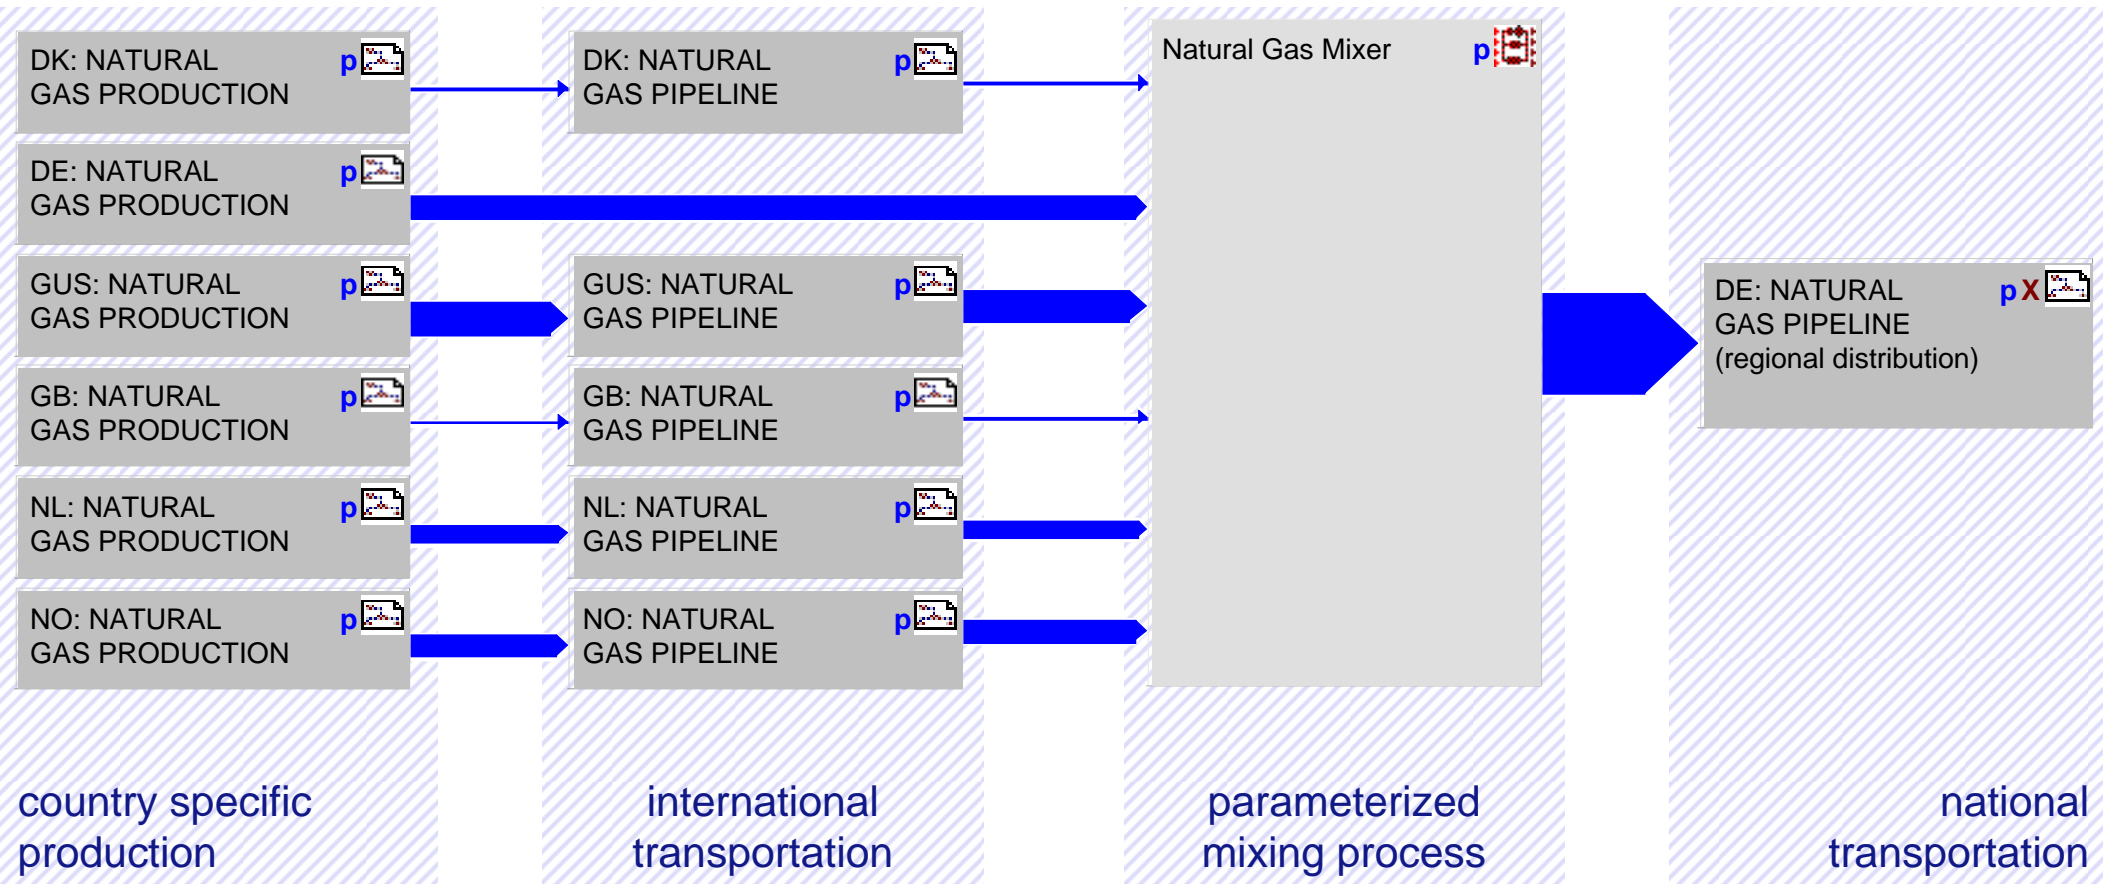 DK: NATURAL
GAS PRODUCTION
p
DK: NATURAL
GAS PIPELINE
p
Natural Gas Mixer
p
DE: NATURAL
GAS PRODUCTION
p
GUS: NATURAL
GAS PRODUCTION
p
GUS: NATURAL
GAS PIPELINE
p
DE: NATURAL
GAS PIPELINE
(regional distribution)
p X
GB: NATURAL
GAS PRODUCTION
p
GB: NATURAL
GAS PIPELINE
p
NL: NATURAL
GAS PRODUCTION
p
NL: NATURAL
GAS PIPELINE
p
NO: NATURAL
GAS PRODUCTION
p
NO: NATURAL
GAS PIPELINE
p
country specific
production
international
transportation
parameterized
mixing process
national
transportation